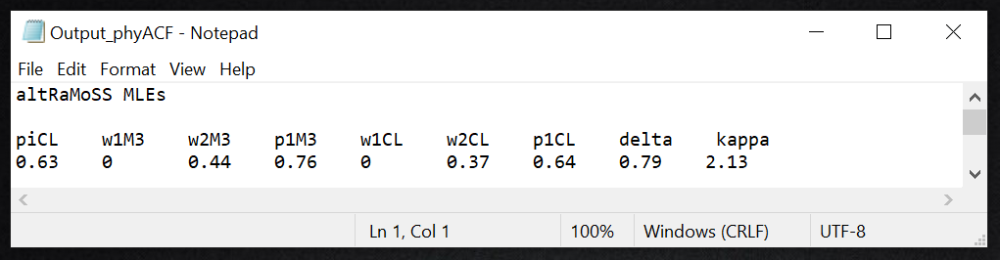 Output_phyACF - Notepad
File Edit Format View Help
altRaMoSS MLEs
piCL w1M3 w2M3 p1M3 w1CL w2CL p1CL delta kappa
0.63 0 0.44 0.76 0 0.37 0.64 0.79 2.13
Ln 1, Col 1 100% Windows (CRLF) UTF-8